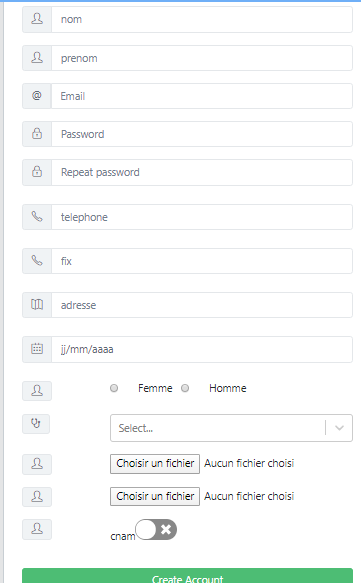 nom
prenom
@ Email
Password
Repeat password
telephone
fix
adresse
jj/mm/aaaa
Femme Homme
Select...
Choisir un fichier Aucun fichier choisi
Choisir un fichier Aucun fichier choisi
cnam
Create Account